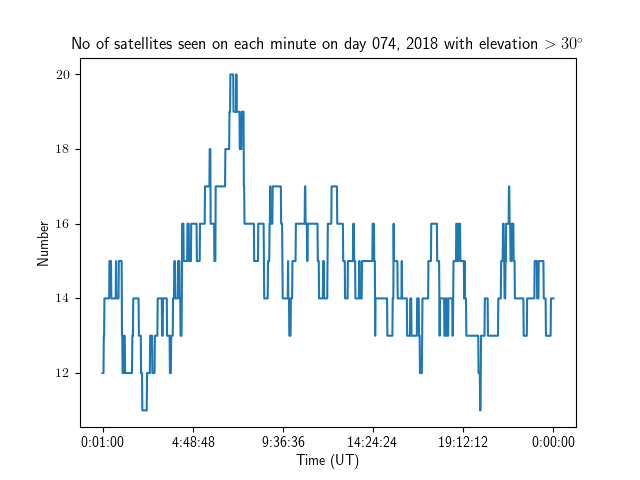 No of satellites seen on each minute on day 074, 2018 with elevation > 30°
20
18
16
14
12
Number
0:01:00 4:48:48 9:36:36 14:24:24 19:12:12 0:00:00
Time (UT)